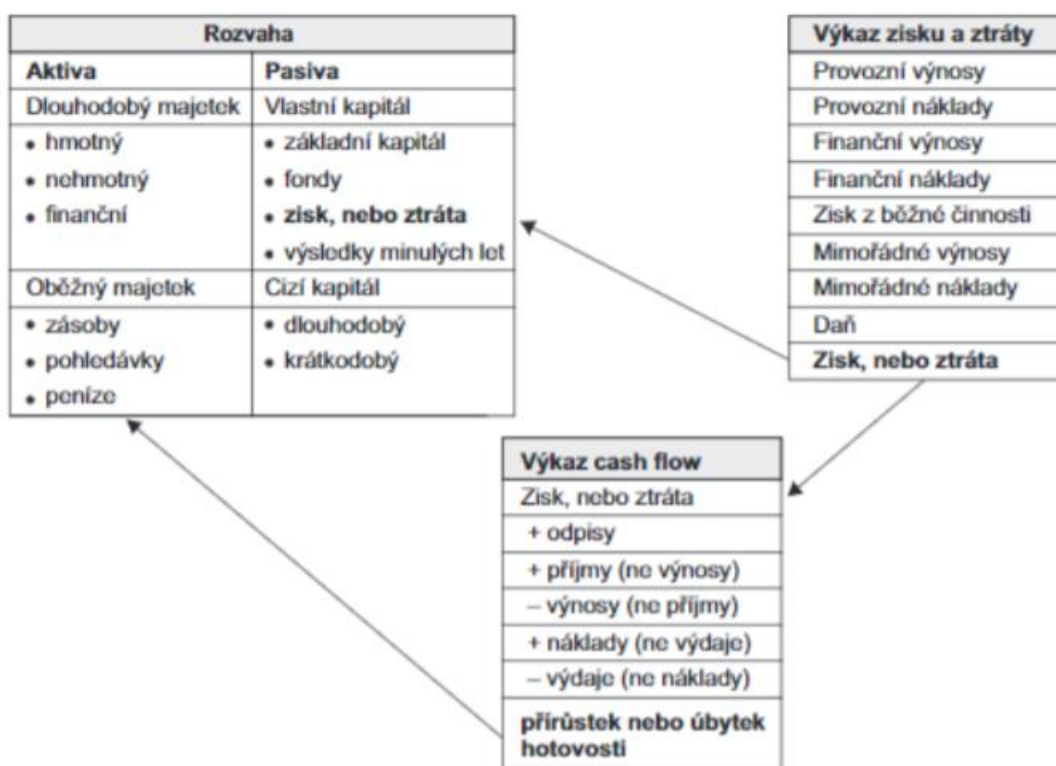 Rozvaha
Aktiva
Pasiva
Dlouhodobý majetek
Vlastní kapitál
• hmotný
• nehmotný
• finanční
• základní kapitál
• fondy
• zisk, nebo ztráta
• výsledky minulých let
Oběžný majetek
Cizí kapitál
• zásoby
• pohledávky
• peníze
• dlouhodobý
• krátkodobý
Výkaz zisku a ztráty
Provozní výnosy
Provozní náklady
Finanční výnosy
Finanční náklady
Zisk z běžné činnosti
Mimořádné výnosy
Mimořádné náklady
Daň
Zisk, nebo ztráta
Výkaz cash flow
Zisk, nebo ztráta
+ odpisy
+ příjmy (ne výnosy)
– výnosy (ne příjmy)
+ náklady (ne výdaje)
– výdaje (ne náklady)
přírůstek nebo úbytek
hotovosti